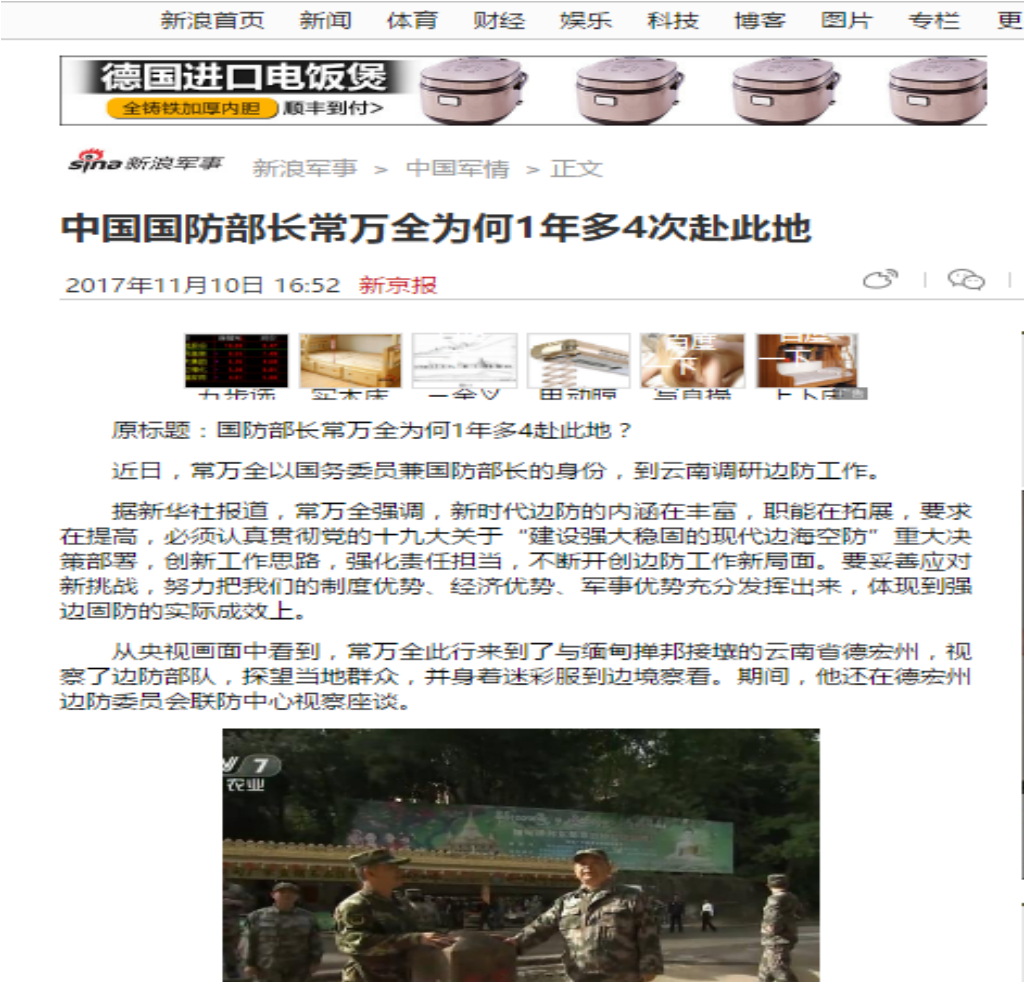 新浪首页 新闻 体育 财经 娱乐 科技 博客 图片 专栏 更
德国进口电饭煲
全铸铁加厚内胆 顺丰到付>
sina 新浪军事 新浪军事 > 中国军情 > 正文
中国国防部长常万全为何1年多4次赴此地
2017年11月10日 16:52 新京报
百度一下 百度一下
实木床
原标题：国防部长常万全为何1年多4赴此地？
近日，常万全以国务委员兼国防部长的身份，到云南调研边防工作。
据新华社报道，常万全强调，新时代边防的内涵在丰富，职能在拓展，要求
在提高，必须认真贯彻党的十九大关于“建设强大稳固的现代边海空防”重大决
策部署，创新工作思路，强化责任担当，不断开创边防工作新局面。要妥善应对
新挑战，努力把我们的制度优势、经济优势、军事优势充分发挥出来，体现到强
边固防的实际成效上。
从央视画面中看到，常万全此行来到了与缅甸掸邦接壤的云南省德宏州，视
察了边防部队，探望当地群众，并身着迷彩服到边境察看。期间，他还在德宏州
边防委员会联防中心视察座谈。
7
农业